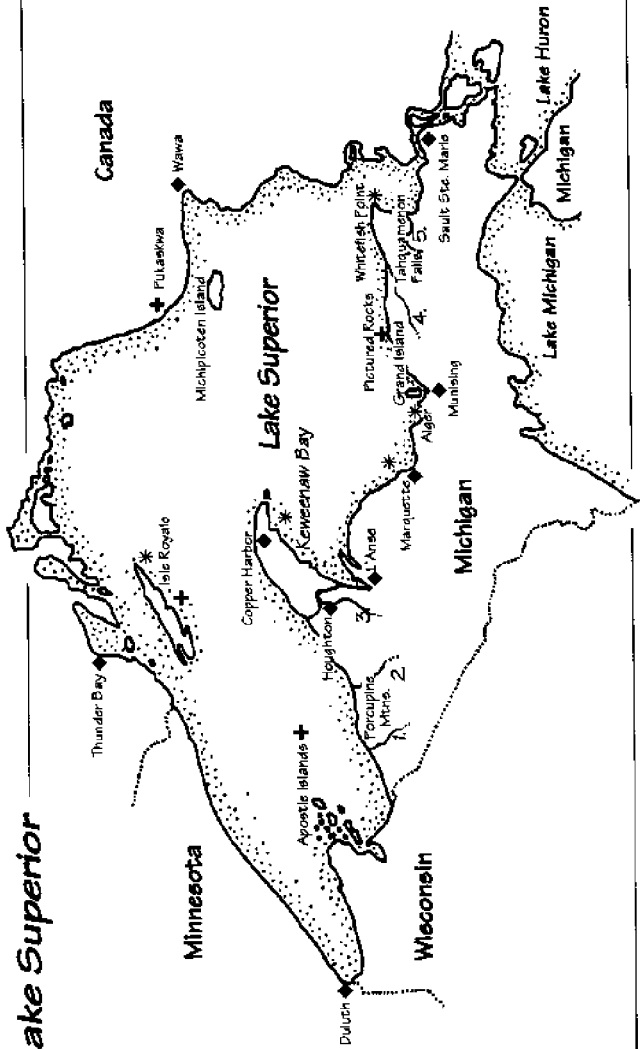 ake Superior
Canada
Wawa
Pukaskwa
Michipicoten Island
Lake Superior
Thunder Bay
Isle Royale
Minnesota
Copper Harbor
Keweenaw Bay
Whitefish Point
Pictured Rocks
Grand Island
Tahquamenon
Falls
5.
4.
Sault Ste. Marie
Alger
Munising
Marquette
L'Anse
Houghton
3.
Apostle Islands
Porcupine
Mtns.
2
1.
Duluth
Wisconsin
Michigan
Lake Michigan
Michigan
Lake Huron